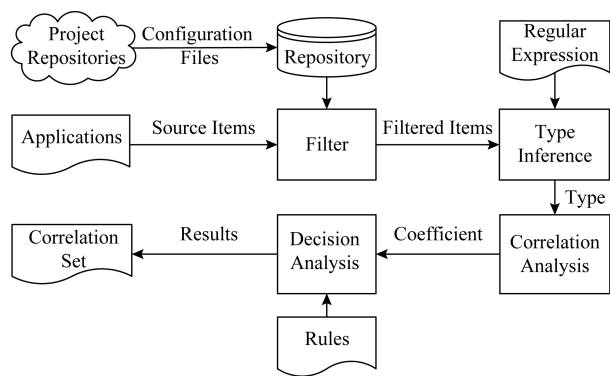 Project
Repositories
Configuration
Files
Repository
Regular
Expression
Applications
Source Items
Filter
Filtered Items
Type
Inference
Type
Correlation
Set
Results
Decision
Analysis
Coefficient
Correlation
Analysis
Rules